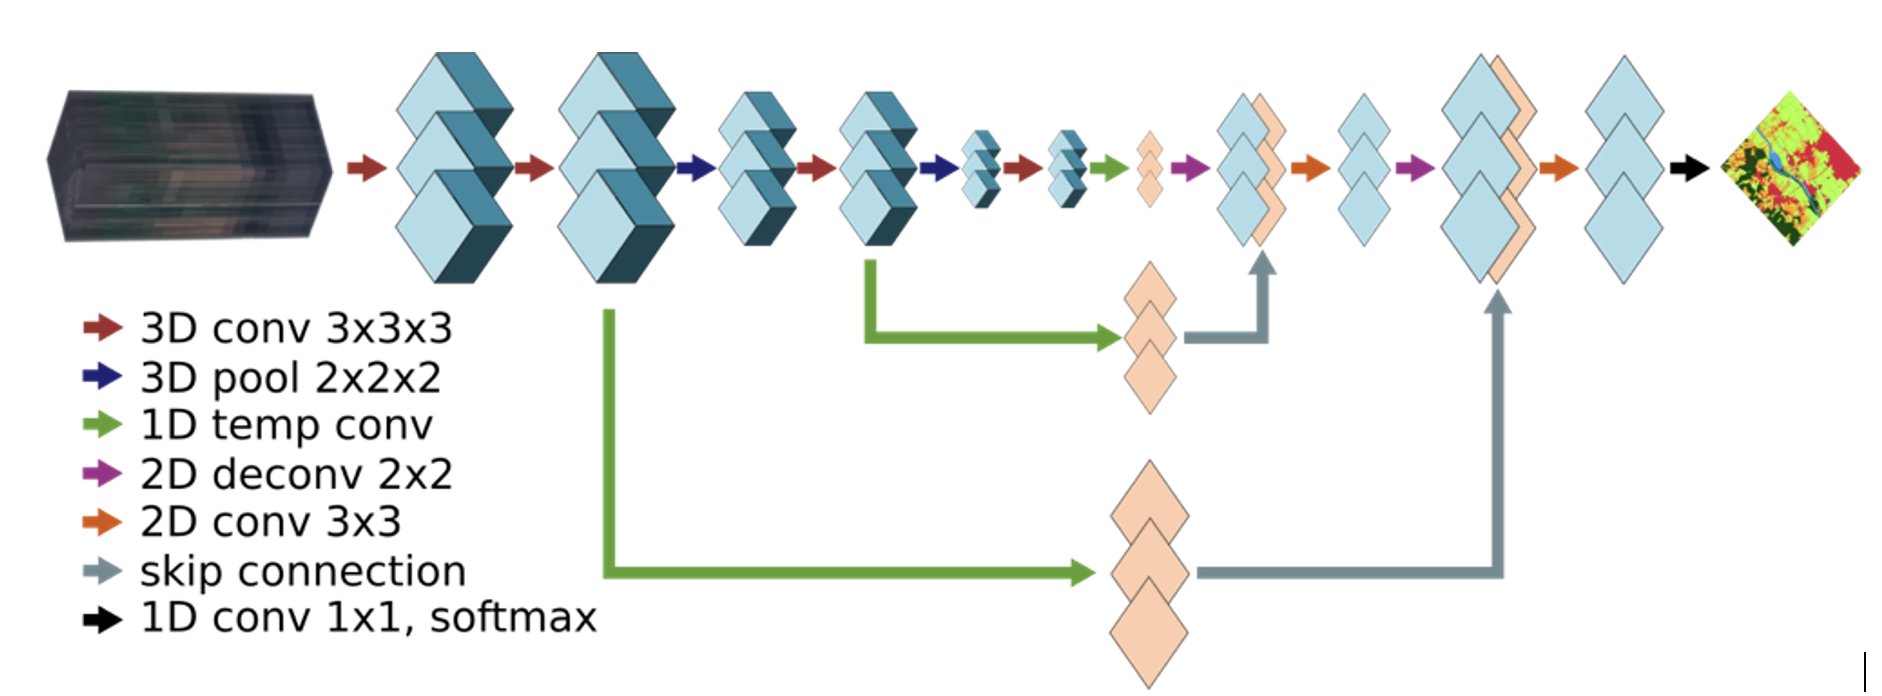 3D conv 3x3x3
3D pool 2x2x2
1D temp conv
2D deconv 2x2
2D conv 3x3
skip connection
1D conv 1x1, softmax